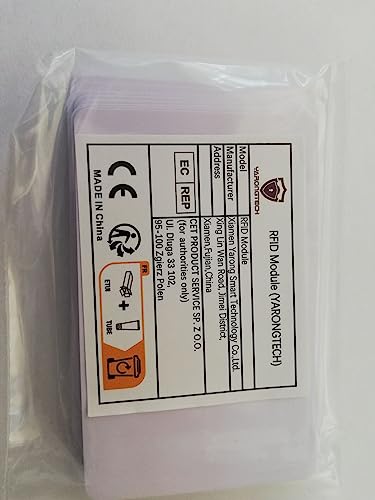 YARONGTECH
RFID Module (YARONGTECH)
Model
RFID Module
Manufacturer
Xiamen Yarong Smart Technology Co.,Ltd.
Address
Xing Lin Wan Road, Jimei District,
Xiamen,Fujian,China
EC REP
CET PRODUCT SERVICE SP. Z O.O.
(for authorities only)
Ul. Dluga 33 102,
95-100 Zgierz Polen
CE
MADE IN China
FR
ETUI
+
TUBE